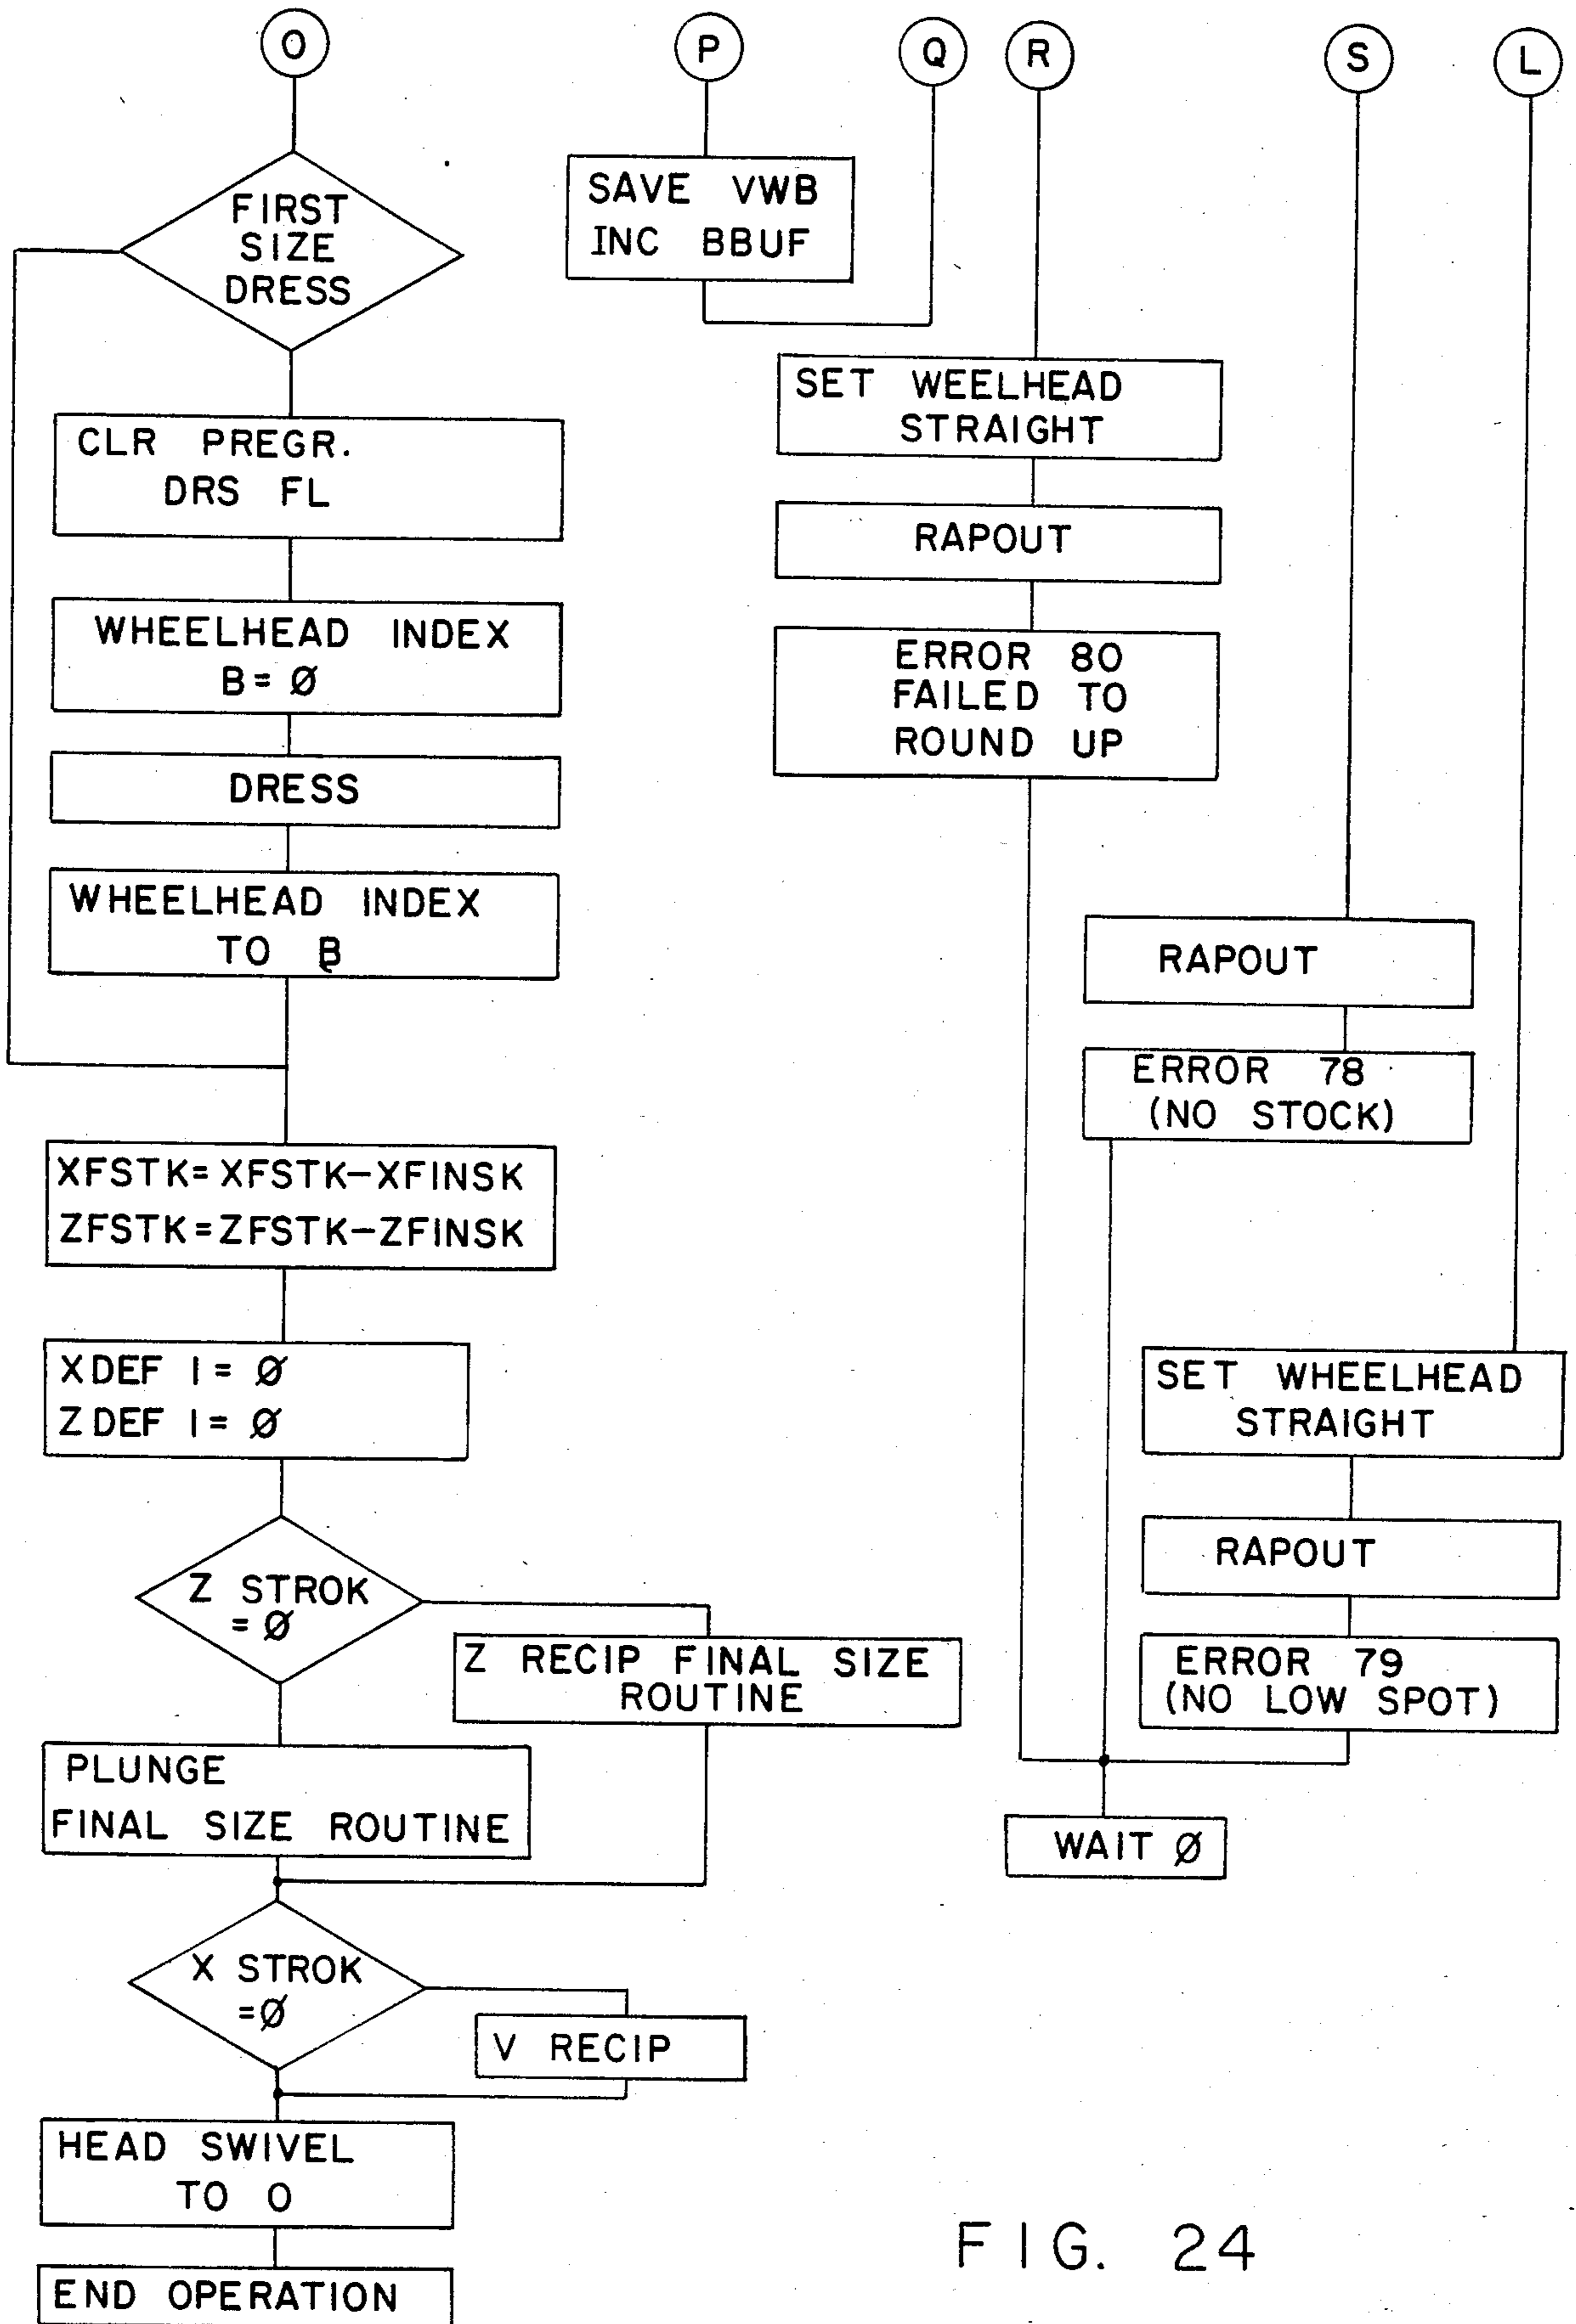 O
P
Q
R
S
L
FIRST
SIZE
DRESS
CLR PREGR.
DRS FL
WHEELHEAD INDEX
B=Ø
DRESS
WHEELHEAD INDEX
TO B
XFSTK=XFSTK-XFINSK
ZFSTK=ZFSTK-ZFINSK
XDEF 1=Ø
ZDEF 1=Ø
Z STROK
=Ø
Z RECIP FINAL SIZE
ROUTINE
PLUNGE
FINAL SIZE ROUTINE
X STROK
=Ø
V RECIP
HEAD SWIVEL
TO O
END OPERATION
SAVE VWB
INC BBUF
SET WEELHEAD
STRAIGHT
RAPOUT
ERROR 80
FAILED TO
ROUND UP
RAPOUT
ERROR 78
(NO STOCK)
SET WHEELHEAD
STRAIGHT
RAPOUT
ERROR 79
(NO LOW SPOT)
WAIT Ø
FIG. 24